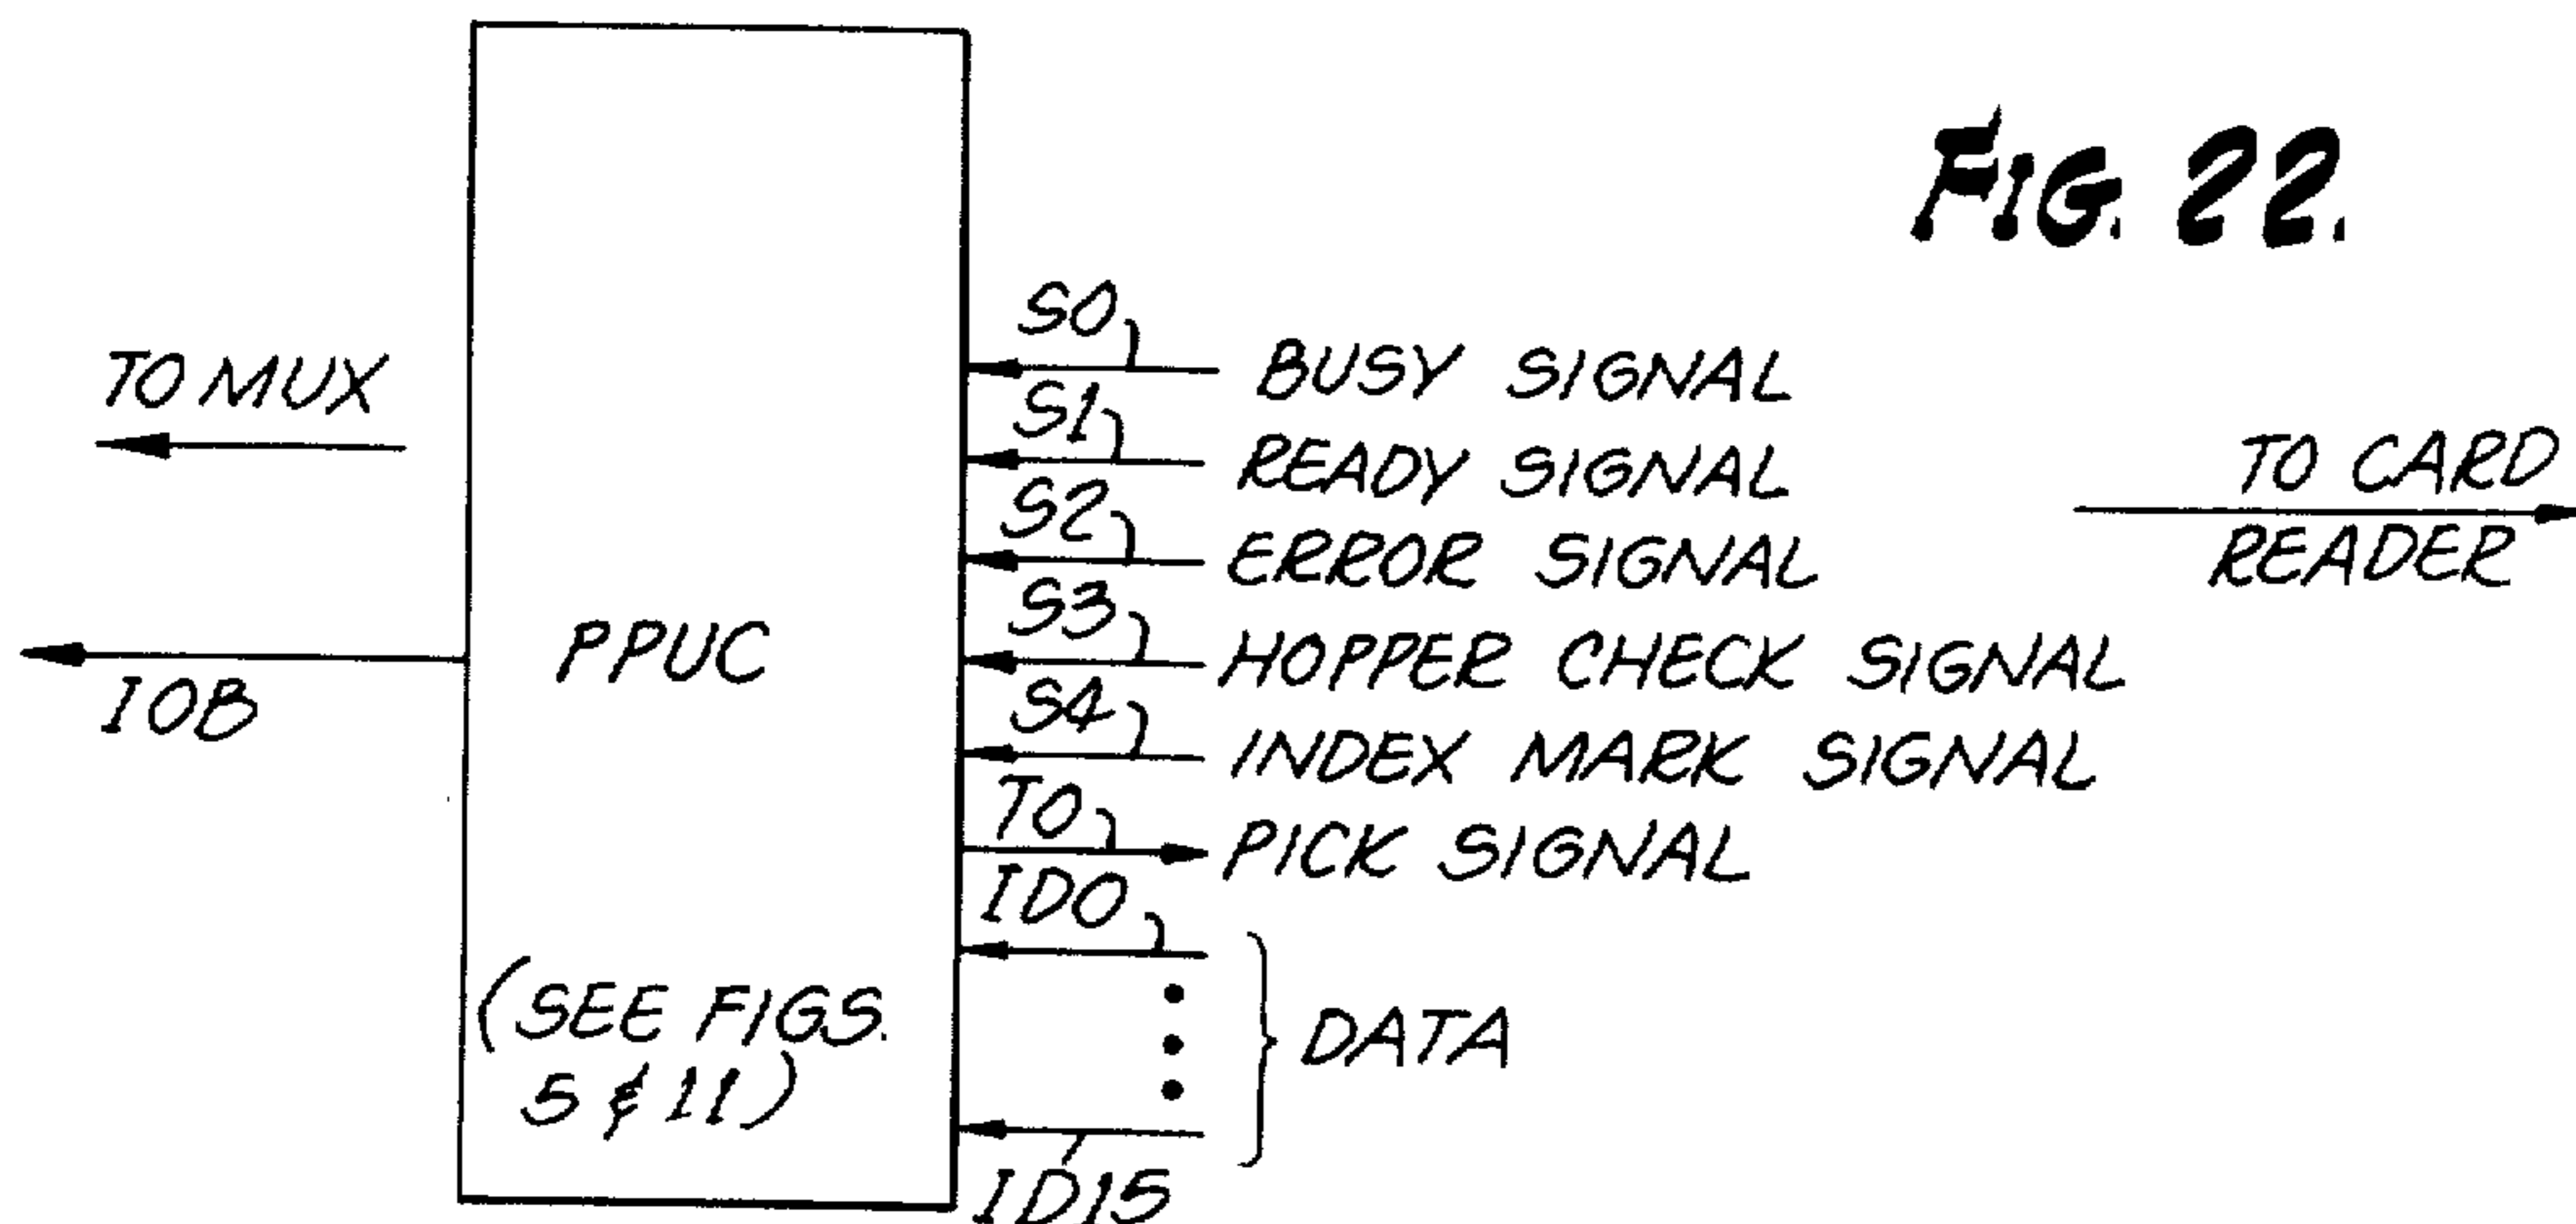 FIG. 22.
TO MUX
IOB
PPUC
(SEE FIGS.
5 & 11)
S0
BUSY SIGNAL
S1
READY SIGNAL
S2
ERROR SIGNAL
S3
HOPPER CHECK SIGNAL
S4
INDEX MARK SIGNAL
T0
PICK SIGNAL
ID0
DATA
ID15
TO CARD
READER